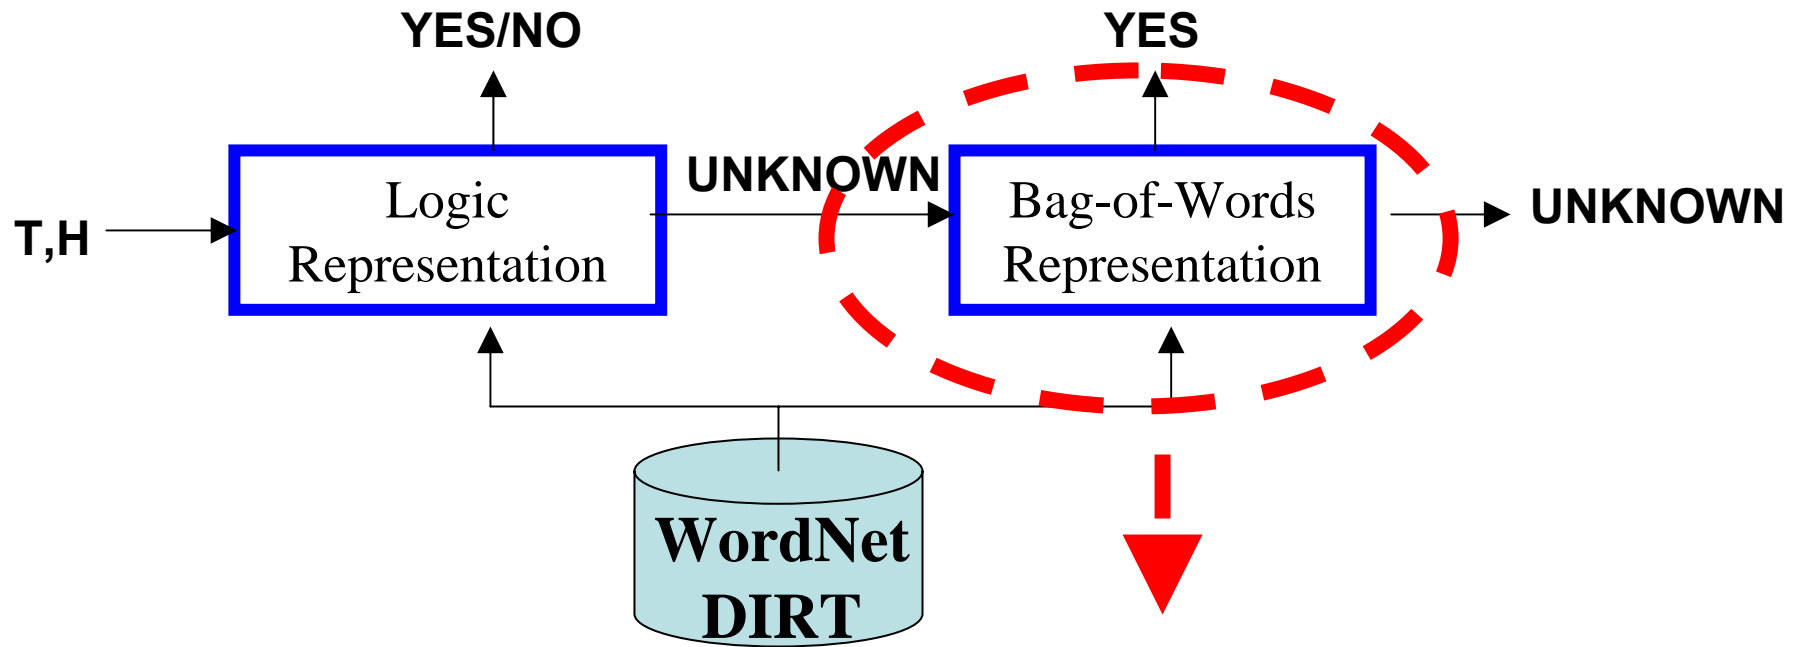 YES/NO
YES
T,H
Logic
Representation
UNKNOWN
Bag-of-Words
Representation
UNKNOWN
WordNet
DIRT